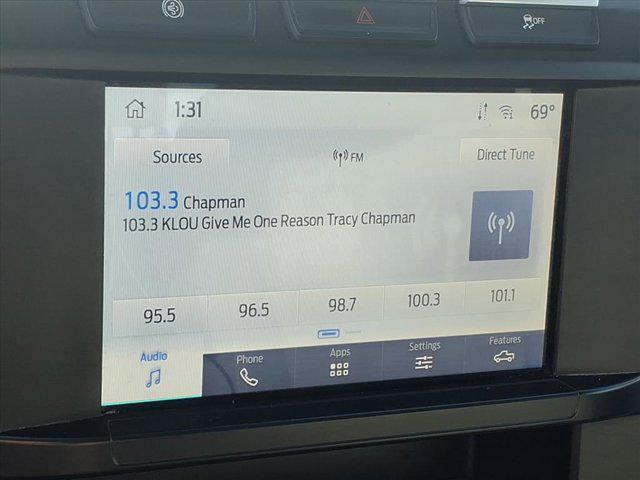 OFF
1:31
69°
Sources
FM
Direct Tune
103.3 Chapman
103.3 KLOU Give Me One Reason Tracy Chapman
95.5
96.5
98.7
100.3
101.1
Audio
Phone
Apps
Settings
Features